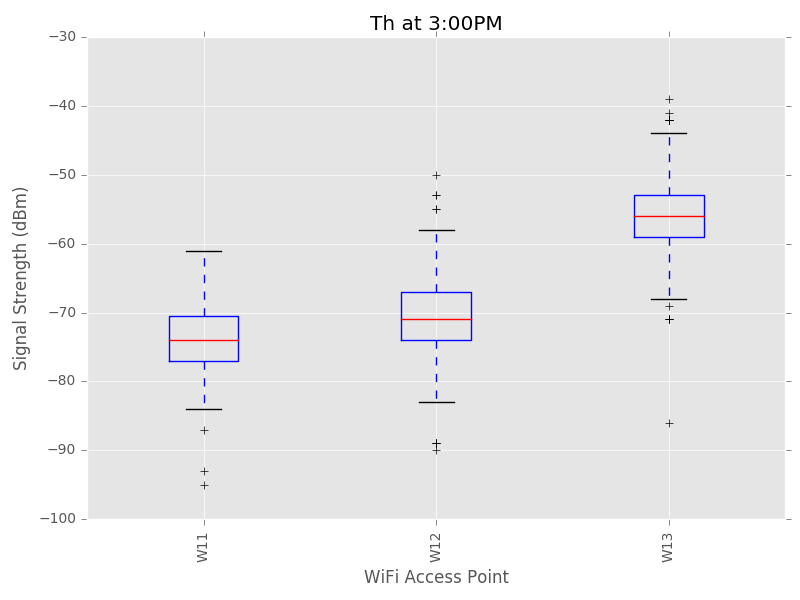 Th at 3:00PM
−30
−40
−50
−60
−70
−80
−90
−100
Signal Strength (dBm)
W11
W12
W13
WiFi Access Point